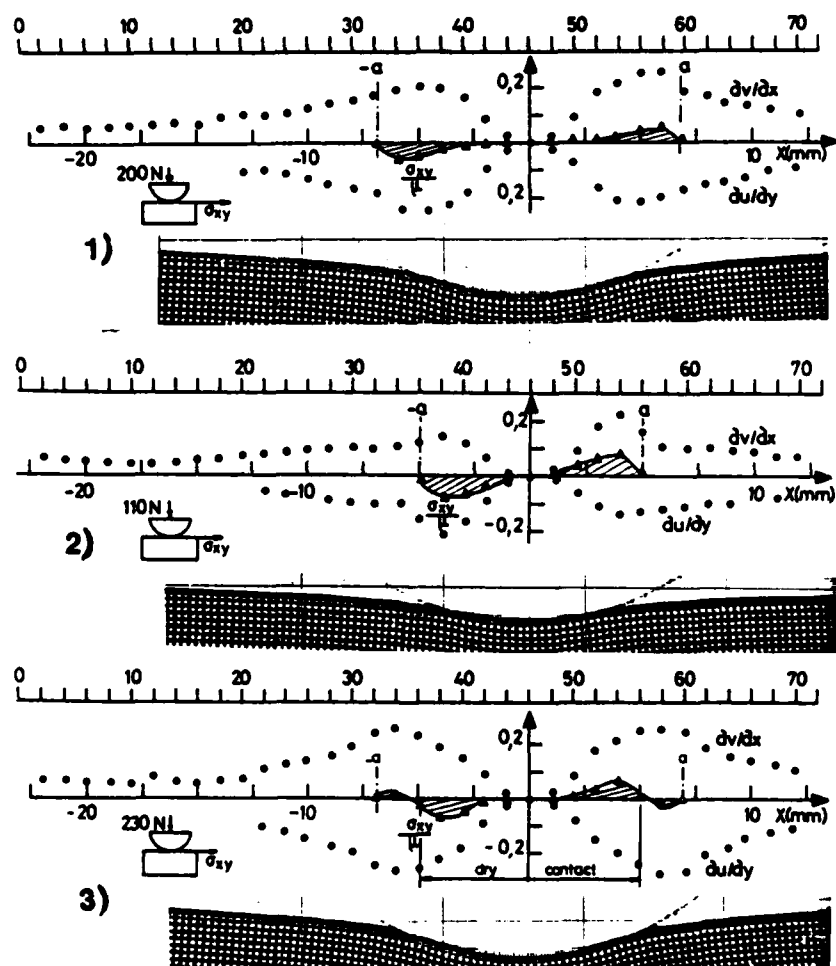 0 10 20 30 40 50 60 70
-a 0,2 a ∂v/∂x
-20 -10 10 X(mm)
200N σxy/μ 0,2 ∂u/∂y
σxy
1)
0 10 20 30 40 50 60 70
-a 0,2 a ∂v/∂x
-20 -10 10 X(mm)
110N σxy/μ -0,2 ∂u/∂y
σxy
2)
0 10 20 30 40 50 60 70
-a 0,2 a ∂v/∂x
-20 -10 10 X(mm)
230N σxy/μ -0,2
σxy dry contact ∂u/∂y
3)